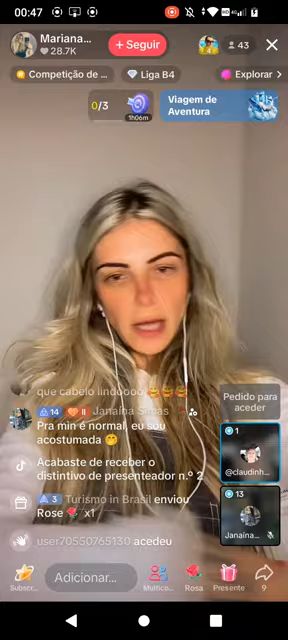 00:47
Mariana...
28.7K
+ Seguir
43
Competição de ...
Liga B4
Explorar
0/3
1h06m
Viagem de
Aventura
que cabelo lindoooo
14 II Janaína Simas
Pra min é normal, eu sou
acostumada
Acabaste de receber o
distintivo de presenteador n.º 2
3 Turismo in Brasil enviou
Rose x1
user70550765130 acedeu
Pedido para
aceder
1
@claudinh...
13
Janaín...
Subscr...
Adicionar...
Multico...
Rosa
Presente
9